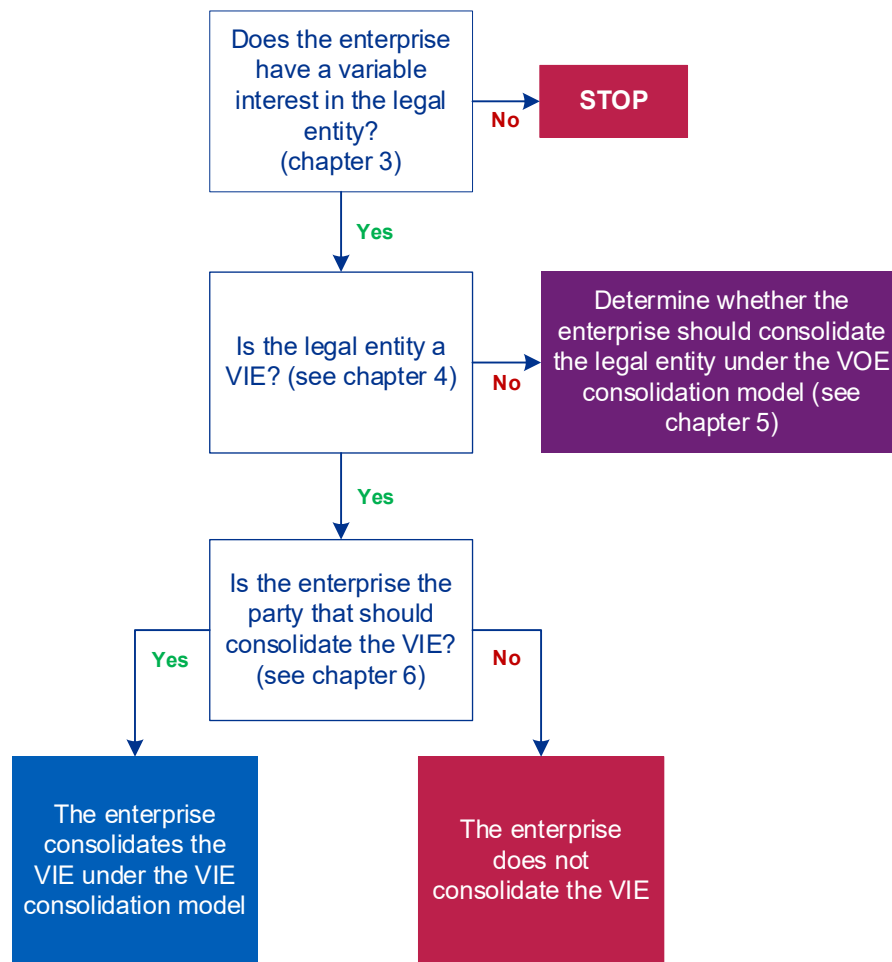 Does the enterprise
have a variable
interest in the legal
entity?
(chapter 3)
No
STOP
Yes
Is the legal entity a
VIE? (see chapter 4)
No
Determine whether the
enterprise should consolidate
the legal entity under the VOE
consolidation model (see
chapter 5)
Yes
Is the enterprise the
party that should
consolidate the VIE?
(see chapter 6)
Yes
No
The enterprise
consolidates the
VIE under the VIE
consolidation model
The enterprise
does not
consolidate the VIE